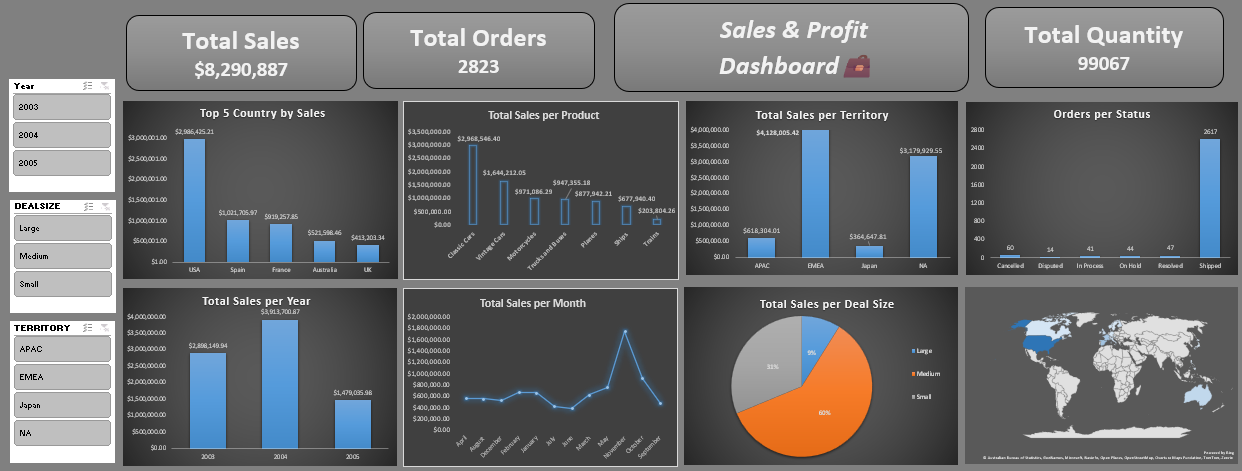 Total Sales
$8,290,887
Total Orders
2823
Sales & Profit
Dashboard
Total Quantity
99067
Year
2003
2004
2005
DEALSIZE
Large
Medium
Small
TERRITORY
APAC
EMEA
Japan
NA
Top 5 Country by Sales
$3,000,001.00
$2,500,001.00
$2,000,001.00
$1,500,001.00
$1,000,001.00
$500,001.00
$1.00
$2,986,425.21
$1,021,705.97
$919,257.85
$521,598.46
$413,203.34
USA
Spain
France
Australia
UK
Total Sales per Product
$3,500,000.00
$3,000,000.00
$2,500,000.00
$2,000,000.00
$1,500,000.00
$1,000,000.00
$500,000.00
$0.00
$2,968,546.40
$1,644,212.05
$971,086.29
$947,355.18
$877,942.21
$677,940.40
$203,804.26
Classic Cars
Vintage Cars
Motorcycles
Trucks and Buses
Planes
Ships
Trains
Total Sales per Territory
$4,000,000.00
$3,500,000.00
$3,000,000.00
$2,500,000.00
$2,000,000.00
$1,500,000.00
$1,000,000.00
$500,000.00
$0.00
$618,304.01
$4,128,005.42
$364,647.81
$3,179,929.55
APAC
EMEA
Japan
NA
Orders per Status
2800
2400
2000
1600
1200
800
400
0
60
14
41
44
47
2617
Cancelled
Disputed
In Process
On Hold
Resolved
Shipped
Total Sales per Year
$4,000,000.00
$3,500,000.00
$3,000,000.00
$2,500,000.00
$2,000,000.00
$1,500,000.00
$1,000,000.00
$500,000.00
$0.00
$2,898,149.94
$3,913,700.87
$1,479,035.98
2003
2004
2005
Total Sales per Month
$2,000,000.00
$1,800,000.00
$1,600,000.00
$1,400,000.00
$1,200,000.00
$1,000,000.00
$800,000.00
$600,000.00
$400,000.00
$200,000.00
$0.00
April
August
December
February
January
July
June
March
May
November
October
September
Total Sales per Deal Size
9%
60%
31%
Large
Medium
Small
Powered by Bing
© Australian Bureau of Statistics, GeoNames, Microsoft, Navinfo, Open Places, OpenStreetMap, TomTom, Zenrin